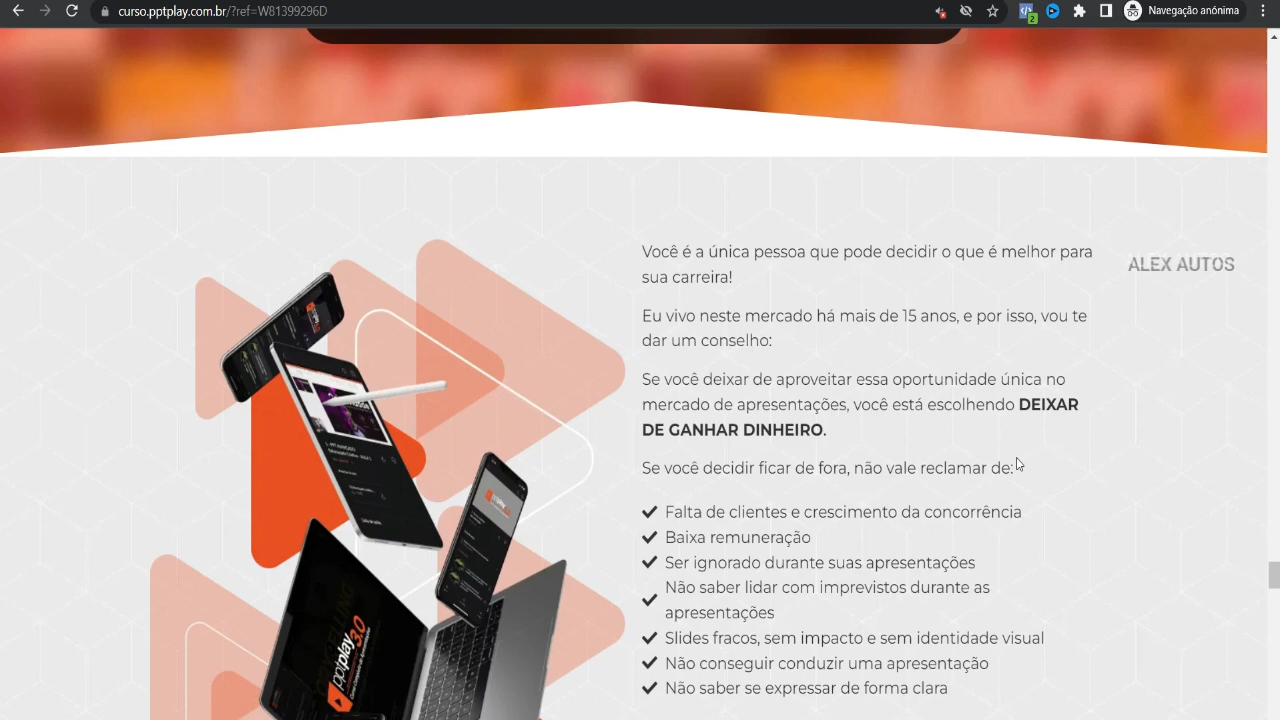 curso.pptplay.com.br/?ref=W81399296D
2
Navegação anónima
Você é a única pessoa que pode decidir o que é melhor para
sua carreira!
ALEX AUTOS
Eu vivo neste mercado há mais de 15 anos, e por isso, vou te
dar um conselho:
Se você deixar de aproveitar essa oportunidade única no
mercado de apresentações, você está escolhendo DEIXAR
DE GANHAR DINHEIRO.
Se você decidir ficar de fora, não vale reclamar de:
Falta de clientes e crescimento da concorrência
Baixa remuneração
Ser ignorado durante suas apresentações
Não saber lidar com imprevistos durante as
apresentações
Slides fracos, sem impacto e sem identidade visual
Não conseguir conduzir uma apresentação
Não saber se expressar de forma clara
pptplay 3.0